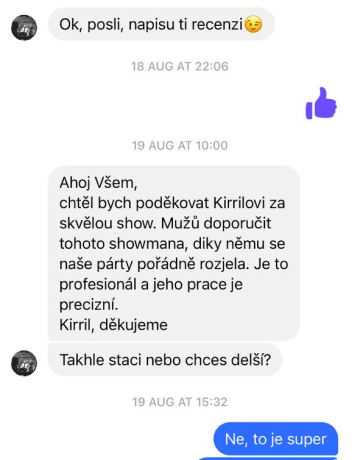 Ok, posli, napisu ti recenzi😉
18 AUG AT 22:06
19 AUG AT 10:00
Ahoj Všem,
chtěl bych poděkovat Kirrilovi za
skvělou show. Mužů doporučit
tohoto showmana, diky němu se
naše párty pořádně rozjela. Je to
profesionál a jeho prace je
precizní.
Kirril, děkujeme
Takhle staci nebo chces delší?
19 AUG AT 15:32
Ne, to je super